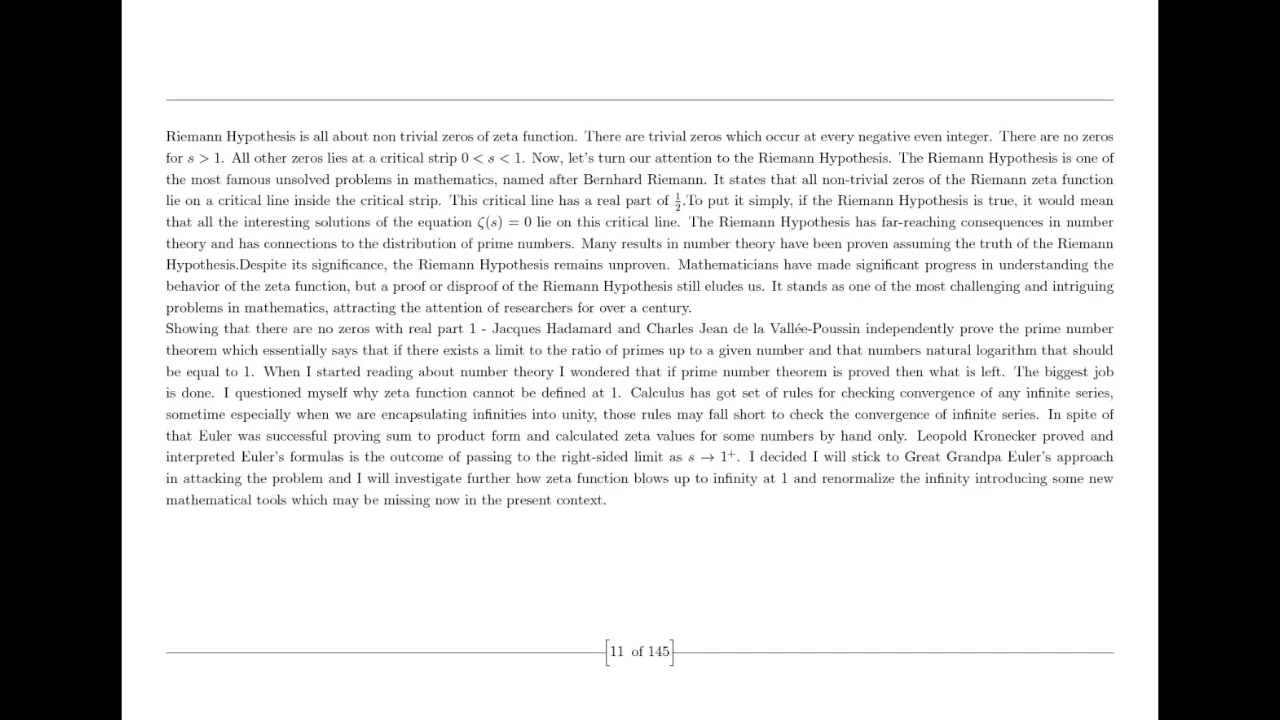 Riemann Hypothesis is all about non trivial zeros of zeta function. There are trivial zeros which occur at every negative even integer. There are no zeros
for s > 1. All other zeros lies at a critical strip 0 < s < 1. Now, let's turn our attention to the Riemann Hypothesis. The Riemann Hypothesis is one of
the most famous unsolved problems in mathematics, named after Bernhard Riemann. It states that all non-trivial zeros of the Riemann zeta function
lie on a critical line inside the critical strip. This critical line has a real part of 1/2.To put it simply, if the Riemann Hypothesis is true, it would mean
that all the interesting solutions of the equation ζ(s) = 0 lie on this critical line. The Riemann Hypothesis has far-reaching consequences in number
theory and has connections to the distribution of prime numbers. Many results in number theory have been proven assuming the truth of the Riemann
Hypothesis.Despite its significance, the Riemann Hypothesis remains unproven. Mathematicians have made significant progress in understanding the
behavior of the zeta function, but a proof or disproof of the Riemann Hypothesis still eludes us. It stands as one of the most challenging and intriguing
problems in mathematics, attracting the attention of researchers for over a century.
Showing that there are no zeros with real part 1 - Jacques Hadamard and Charles Jean de la Vallée-Poussin independently prove the prime number
theorem which essentially says that if there exists a limit to the ratio of primes up to a given number and that numbers natural logarithm that should
be equal to 1. When I started reading about number theory I wondered that if prime number theorem is proved then what is left. The biggest job
is done. I questioned myself why zeta function cannot be defined at 1. Calculus has got set of rules for checking convergence of any infinite series,
sometime especially when we are encapsulating infinities into unity, those rules may fall short to check the convergence of infinite series. In spite of
that Euler was successful proving sum to product form and calculated zeta values for some numbers by hand only. Leopold Kronecker proved and
interpreted Euler's formulas is the outcome of passing to the right-sided limit as s → 1⁺. I decided I will stick to Great Grandpa Euler's approach
in attacking the problem and I will investigate further how zeta function blows up to infinity at 1 and renormalize the infinity introducing some new
mathematical tools which may be missing now in the present context.
[11 of 145]